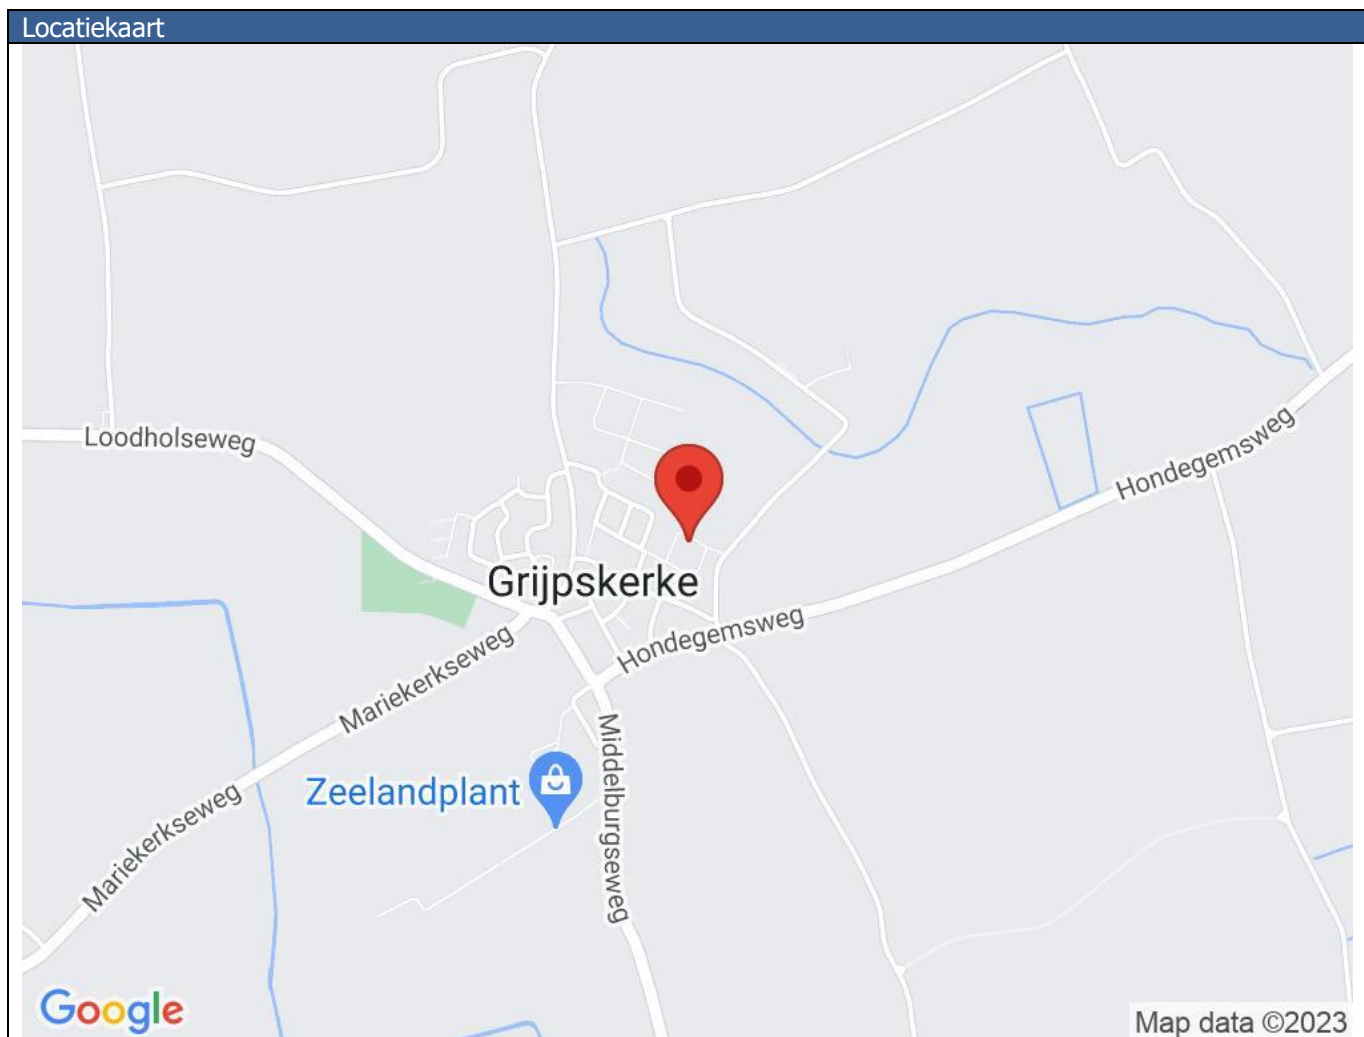 Locatiekaart
Loodholseweg
Hondegemsweg
Grijpskerke
Hondegemsweg
Mariekerkseweg
Middelburgseweg
Zeelandplant
Mariekerkseweg
Google
Map data ©2023